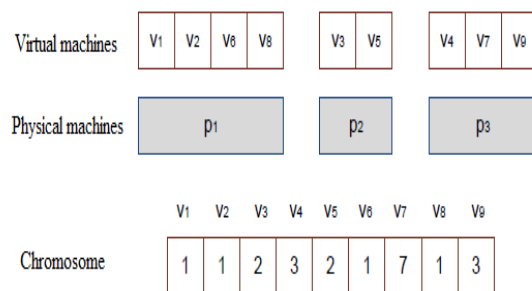 Virtual machines V1 V2 V6 V8 V3 V5 V4 V7 V9
Physical machines p1 p2 p3
V1 V2 V3 V4 V5 V6 V7 V8 V9
Chromosome 1 1 2 3 2 1 7 1 3